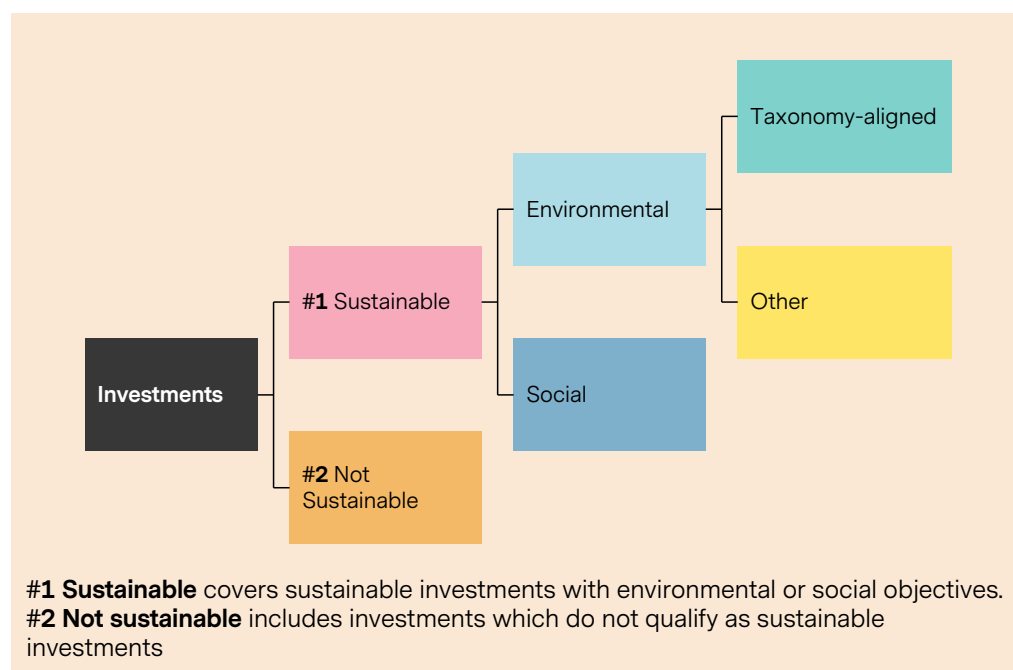 Taxonomy-aligned
Environmental
#1 Sustainable
Other
Investments
Social
#2 Not
Sustainable
#1 Sustainable covers sustainable investments with environmental or social objectives.
#2 Not sustainable includes investments which do not qualify as sustainable
investments